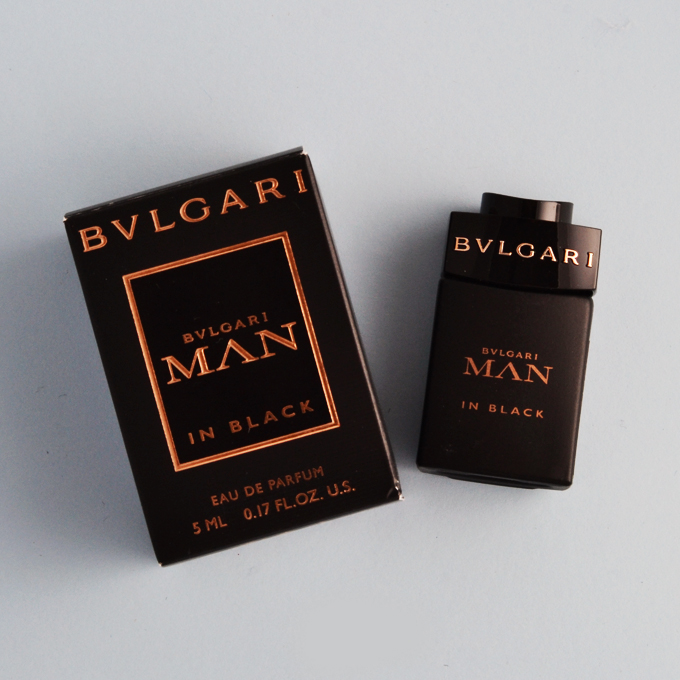 BVLGARI
BVLGARI
MAN
IN BLACK
EAU DE PARFUM
5 ML 0.17 FL.OZ. U.S.
BVLGARI
BVLGARI
MAN
IN BLACK